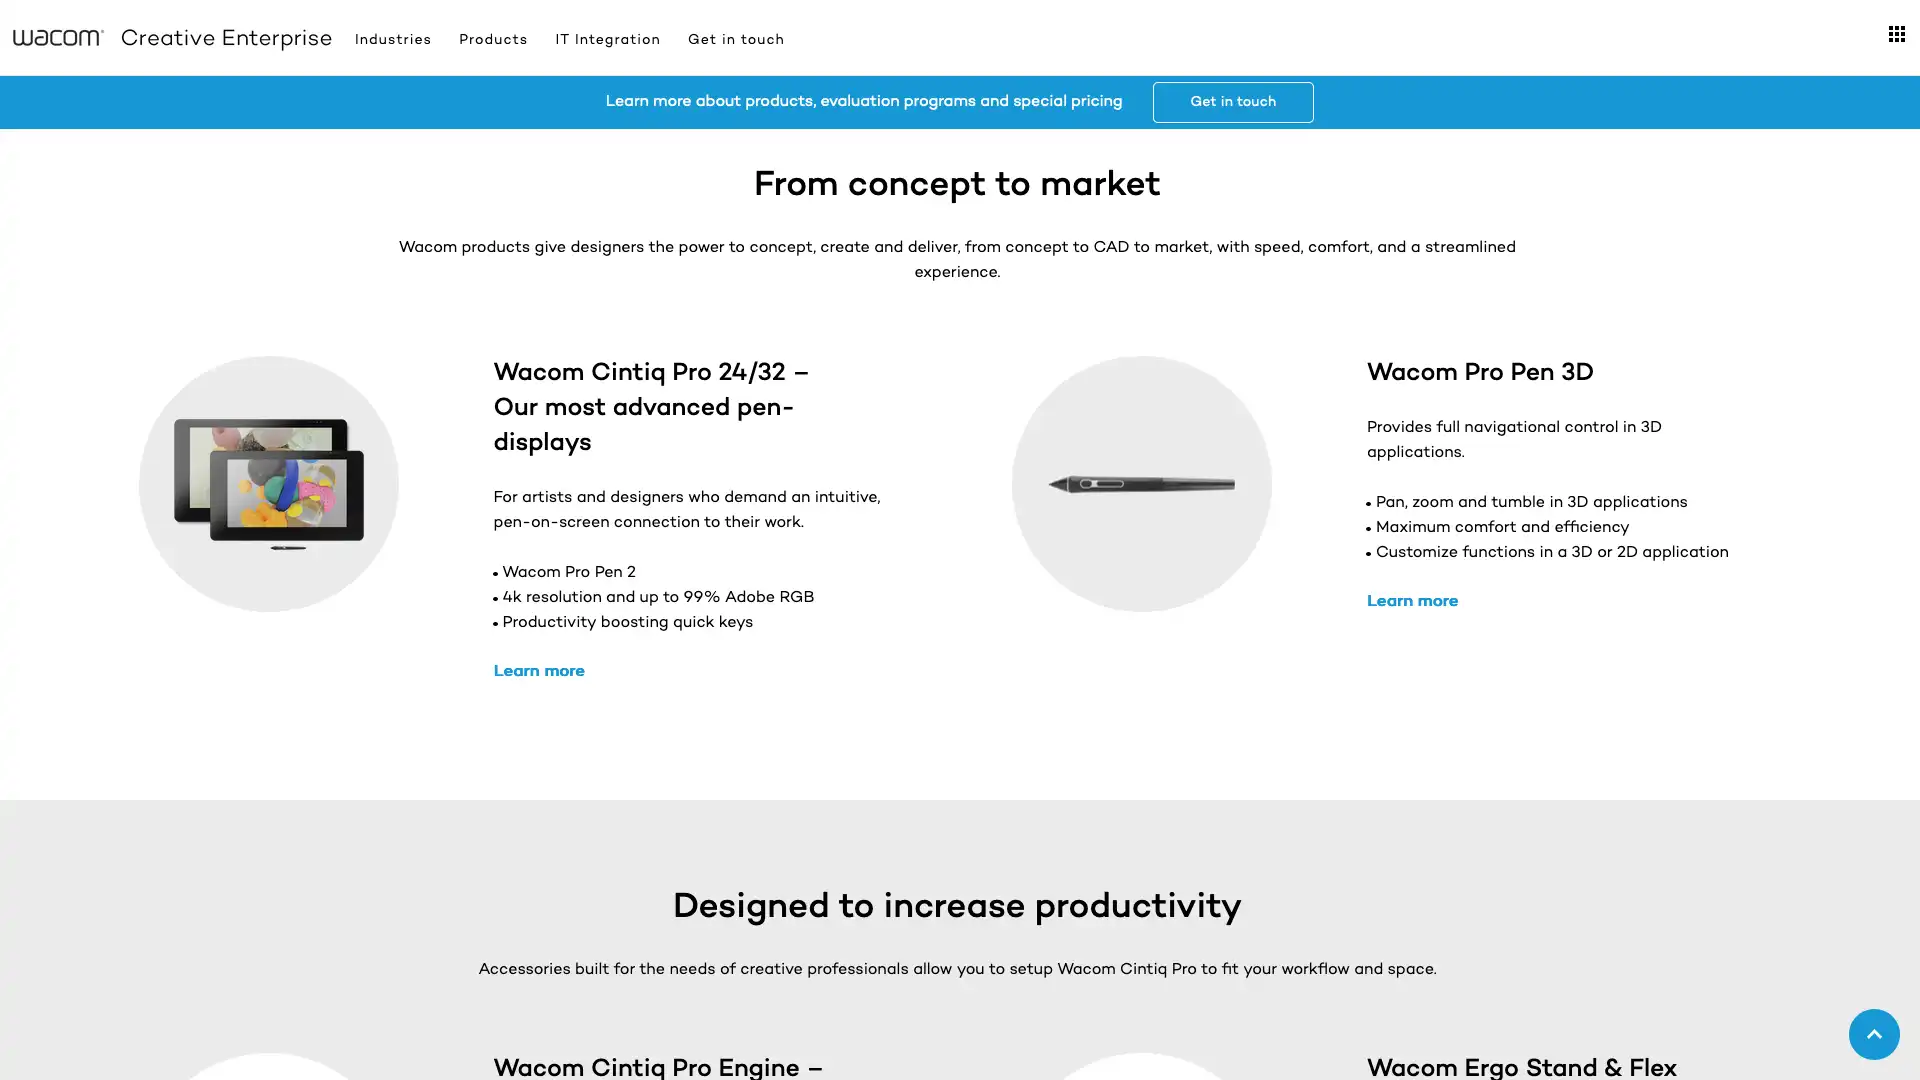 wacom
Creative Enterprise
Industries
Products
IT Integration
Get in touch
Learn more about products, evaluation programs and special pricing
Get in touch
From concept to market
Wacom products give designers the power to concept, create and deliver, from concept to CAD to market, with speed, comfort, and a streamlined
experience.
Wacom Cintiq Pro 24/32 –
Our most advanced pen-
displays
For artists and designers who demand an intuitive,
pen-on-screen connection to their work.
• Wacom Pro Pen 2
• 4k resolution and up to 99% Adobe RGB
• Productivity boosting quick keys
Learn more
Wacom Pro Pen 3D
Provides full navigational control in 3D
applications.
• Pan, zoom and tumble in 3D applications
• Maximum comfort and efficiency
• Customize functions in a 3D or 2D application
Learn more
Designed to increase productivity
Accessories built for the needs of creative professionals allow you to setup Wacom Cintiq Pro to fit your workflow and space.
Wacom Cintiq Pro Engine –
Wacom Ergo Stand & Flex